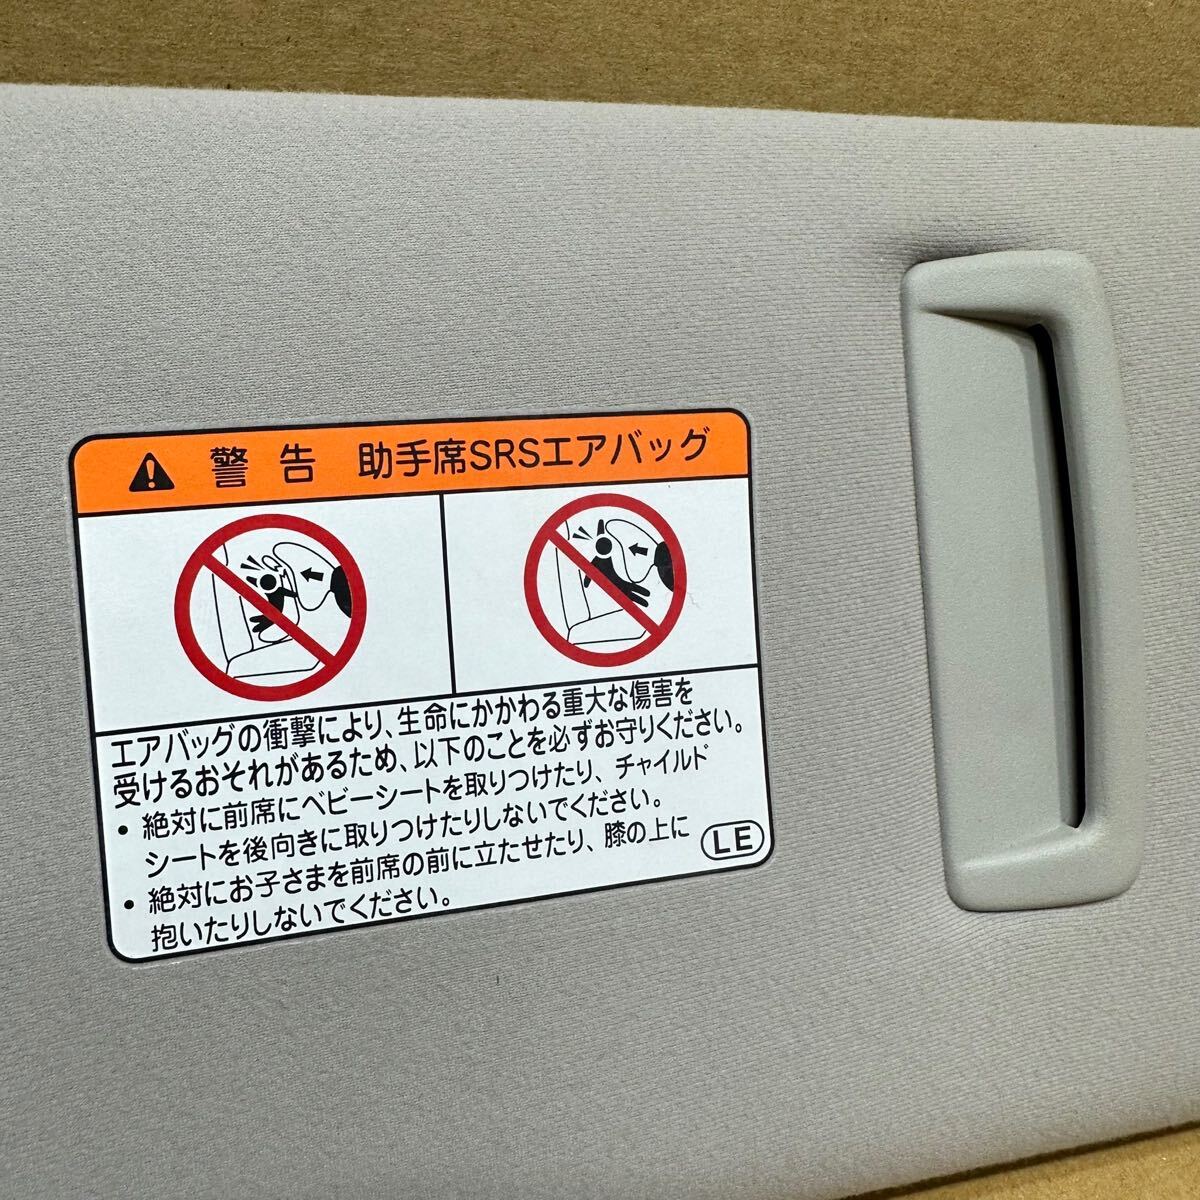 警告 助手席SRSエアバッグ
エアバッグの衝撃により、生命にかかわる重大な傷害を
受けるおそれがあるため、以下のことを必ずお守りください。
・絶対に前席にベビーシートを取りつけたり、チャイルド
シートを後向きに取りつけたりしないでください。
・絶対にお子さまを前席の前に立たせたり、膝の上に
抱いたりしないでください。
LE